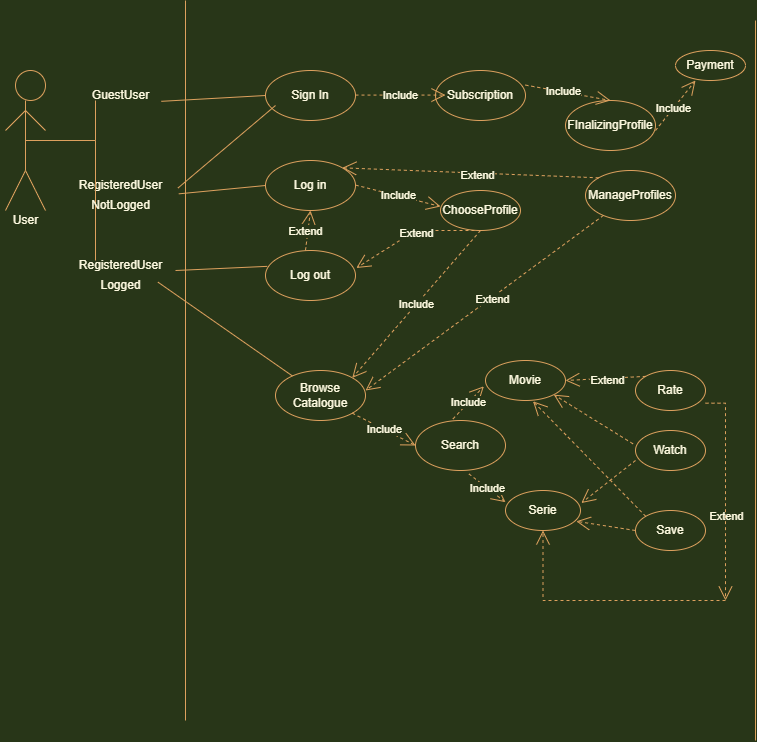 Payment
GuestUser
Sign In
Include
Subscription
Include
Include
FInalizingProfile
Extend
RegisteredUser
NotLogged
Log in
Include
ManageProfiles
ChooseProfile
User
Extend
Extend
RegisteredUser
Logged
Log out
Include
Extend
Browse
Catalogue
Movie
Extend
Rate
Include
Include
Search
Watch
Include
Serie
Save
Extend